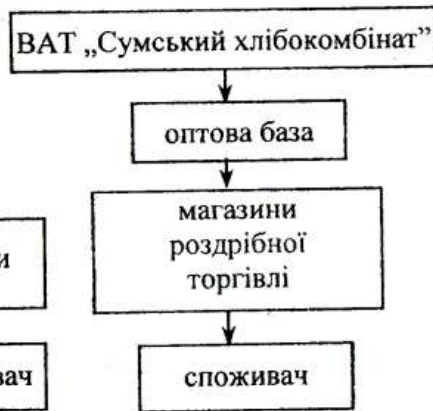 ВАТ „Сумський хлібокомбінат”
оптова база
магазини
роздрібної
торгівлі
споживач